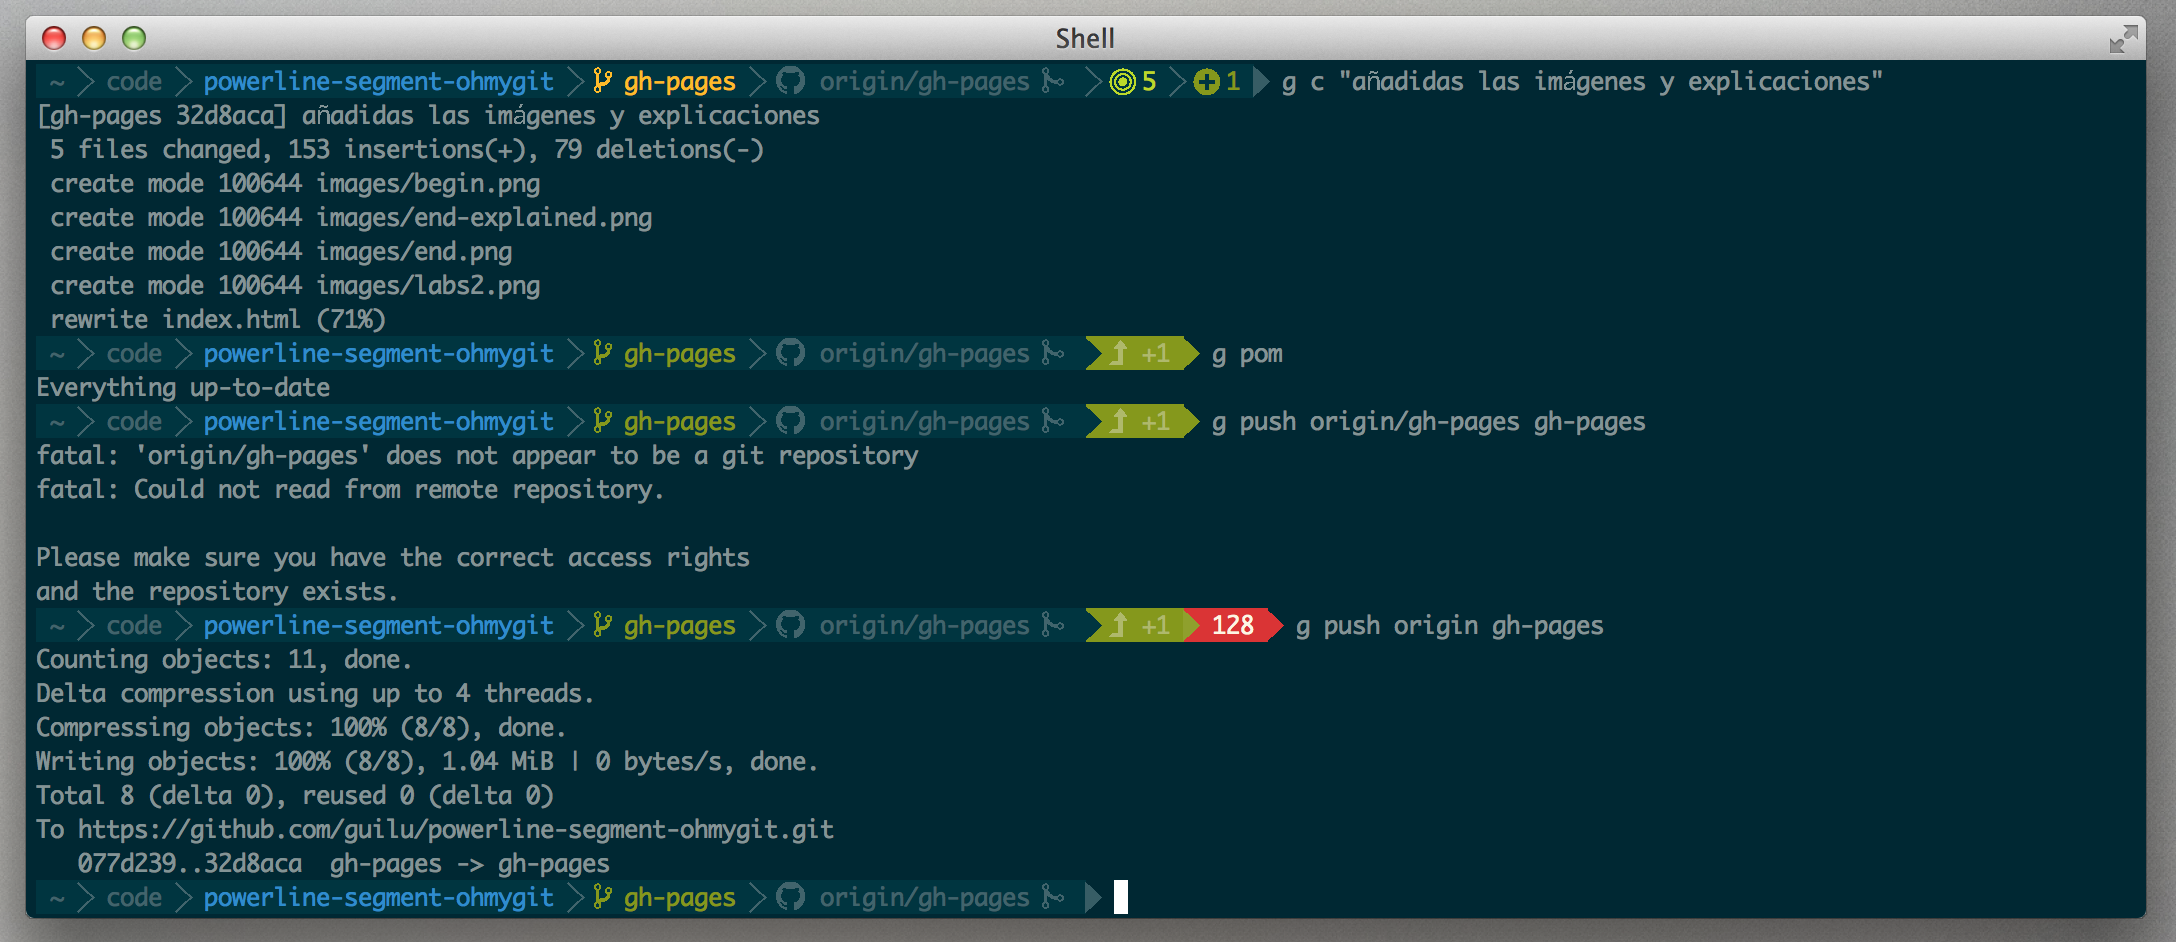 Shell
~ code powerline-segment-ohmygit gh-pages origin/gh-pages 5 1 g c "añadidas las imágenes y explicaciones"
[gh-pages 32d8aca] añadidas las imágenes y explicaciones
5 files changed, 153 insertions(+), 79 deletions(-)
create mode 100644 images/begin.png
create mode 100644 images/end-explained.png
create mode 100644 images/end.png
create mode 100644 images/labs2.png
rewrite index.html (71%)
~ code powerline-segment-ohmygit gh-pages origin/gh-pages +1 g pom
Everything up-to-date
~ code powerline-segment-ohmygit gh-pages origin/gh-pages +1 g push origin/gh-pages gh-pages
fatal: 'origin/gh-pages' does not appear to be a git repository
fatal: Could not read from remote repository.
Please make sure you have the correct access rights
and the repository exists.
~ code powerline-segment-ohmygit gh-pages origin/gh-pages +1 128 g push origin gh-pages
Counting objects: 11, done.
Delta compression using up to 4 threads.
Compressing objects: 100% (8/8), done.
Writing objects: 100% (8/8), 1.04 MiB | 0 bytes/s, done.
Total 8 (delta 0), reused 0 (delta 0)
To https://github.com/guilu/powerline-segment-ohmygit.git
077d239..32d8aca gh-pages -> gh-pages
~ code powerline-segment-ohmygit gh-pages origin/gh-pages